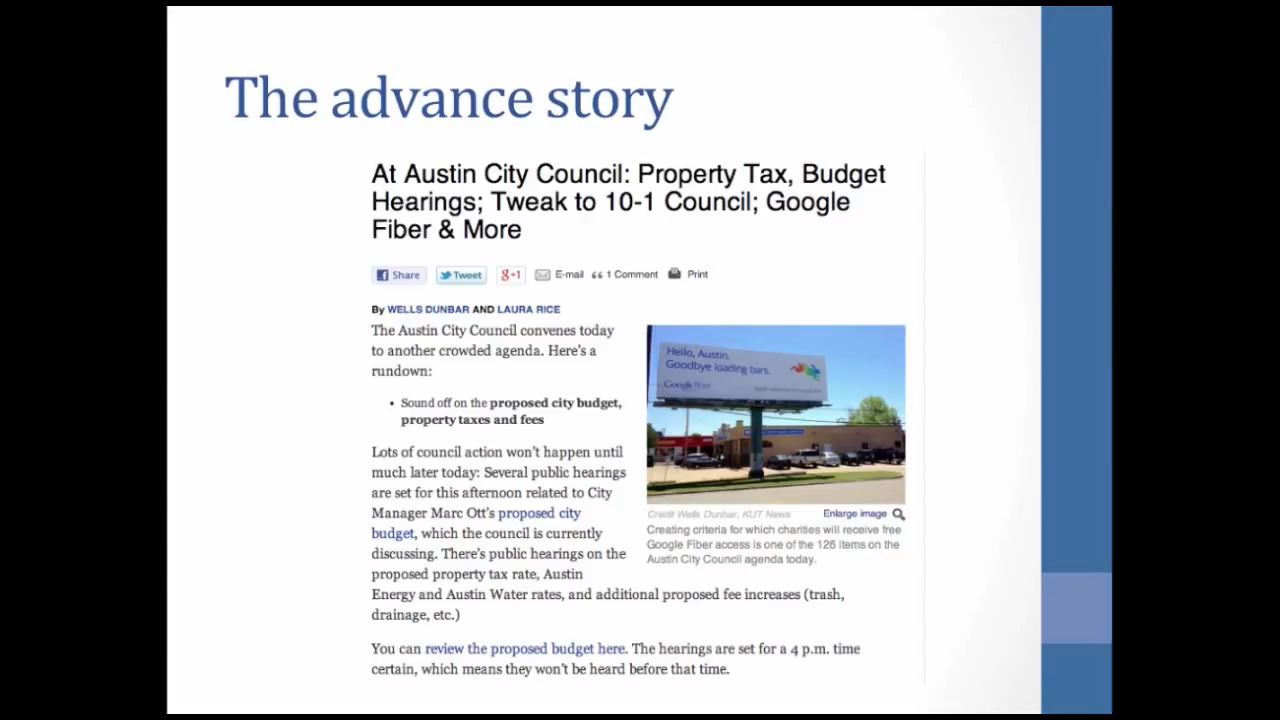 The advance story
At Austin City Council: Property Tax, Budget
Hearings; Tweak to 10-1 Council; Google
Fiber & More
Share Tweet g+1 E-mail 1 Comment Print
By WELLS DUNBAR AND LAURA RICE
The Austin City Council convenes today
to another crowded agenda. Here's a
rundown:
• Sound off on the proposed city budget,
property taxes and fees
Lots of council action won't happen until
much later today: Several public hearings
are set for this afternoon related to City
Manager Marc Ott's proposed city
budget, which the council is currently
discussing. There's public hearings on the
proposed property tax rate, Austin
Energy and Austin Water rates, and additional proposed fee increases (trash,
drainage, etc.)
You can review the proposed budget here. The hearings are set for a 4 p.m. time
certain, which means they won't be heard before that time.
Hello, Austin.
Goodbye loading bars.
Google fiber
Credit Wells Dunbar, KUT News
Enlarge image
Creating criteria for which charities will receive free
Google Fiber access is one of the 126 items on the
Austin City Council agenda today.